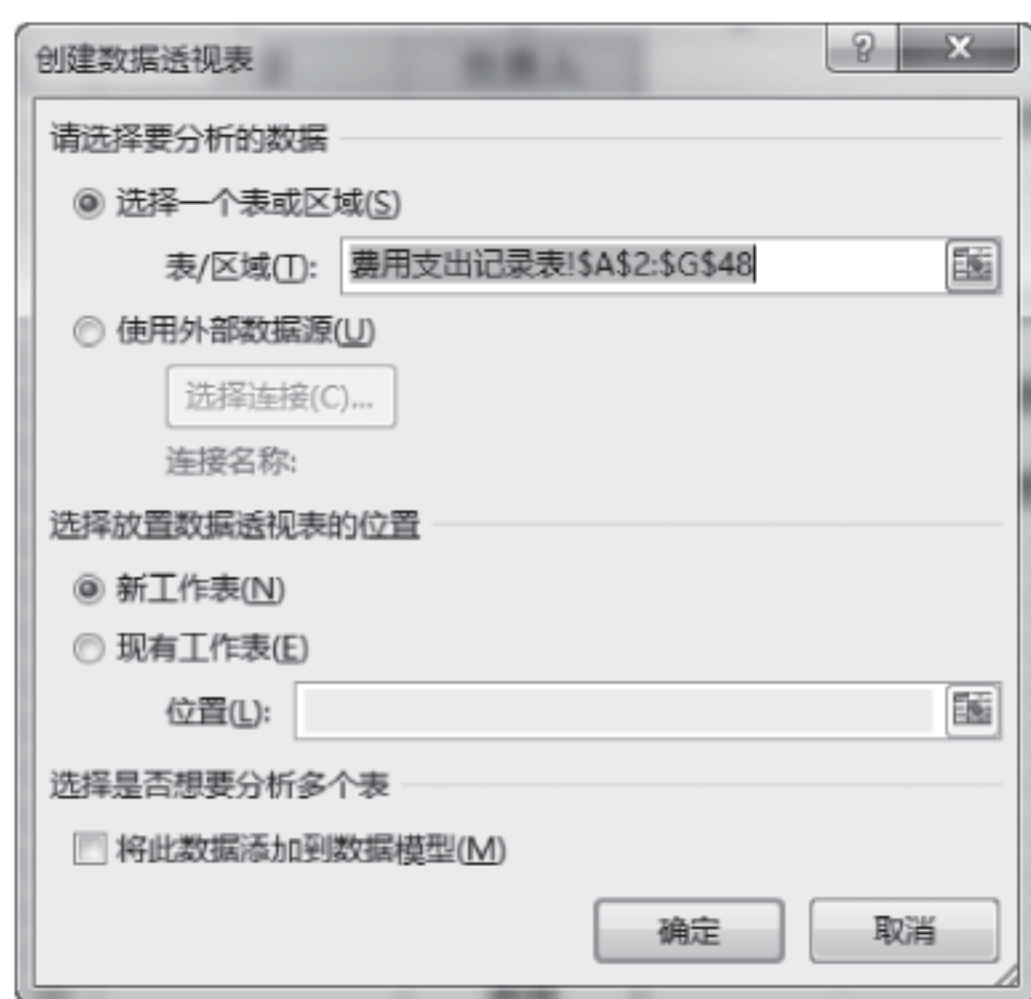 创建数据透视表
请选择要分析的数据
选择一个表或区域(S)
表/区域(T): 费用支出记录表!$A$2:$G$48
使用外部数据源(U)
选择连接(C)...
连接名称:
选择放置数据透视表的位置
新工作表(N)
现有工作表(E)
位置(L):
选择是否想要分析多个表
将此数据添加到数据模型(M)
确定 取消